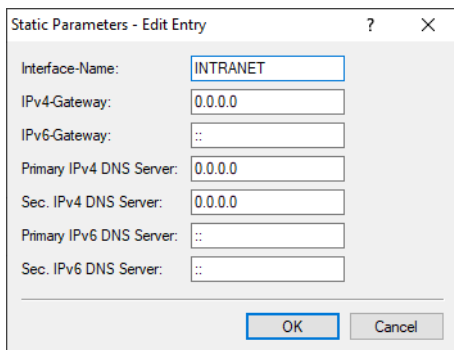 Static Parameters - Edit Entry ? ×
Interface-Name: INTRANET
IPv4-Gateway: 0.0.0.0
IPv6-Gateway: ::
Primary IPv4 DNS Server: 0.0.0.0
Sec. IPv4 DNS Server: 0.0.0.0
Primary IPv6 DNS Server: ::
Sec. IPv6 DNS Server: ::
OK Cancel